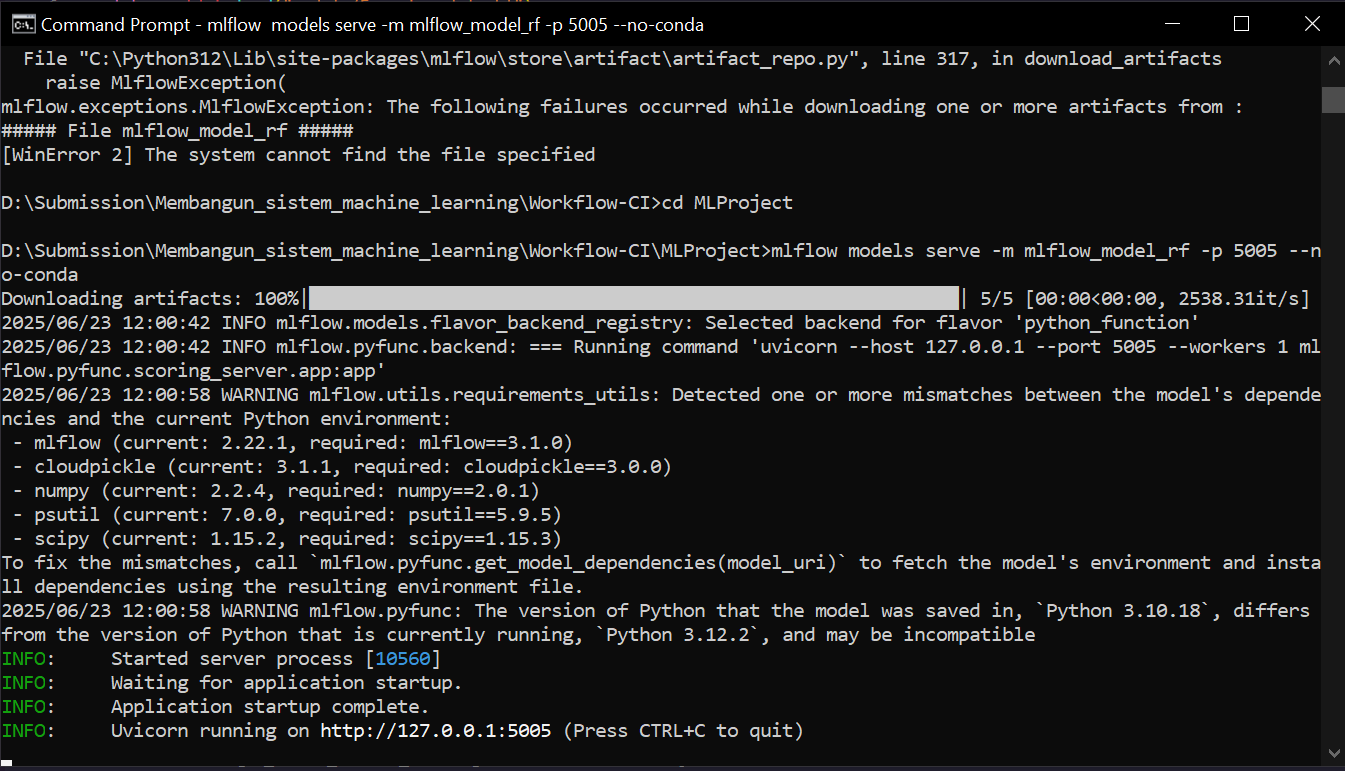 Command Prompt - mlflow  models serve -m mlflow_model_rf -p 5005 --no-conda
  File "C:\Python312\Lib\site-packages\mlflow\store\artifact\artifact_repo.py", line 317, in download_artifacts
    raise MlflowException(
mlflow.exceptions.MlflowException: The following failures occurred while downloading one or more artifacts from :
##### File mlflow_model_rf #####
[WinError 2] The system cannot find the file specified
D:\Submission\Membangun_sistem_machine_learning\Workflow-CI>cd MLProject
D:\Submission\Membangun_sistem_machine_learning\Workflow-CI\MLProject>mlflow models serve -m mlflow_model_rf -p 5005 --n
o-conda
Downloading artifacts: 100%| | 5/5 [00:00<00:00, 2538.31it/s]
2025/06/23 12:00:42 INFO mlflow.models.flavor_backend_registry: Selected backend for flavor 'python_function'
2025/06/23 12:00:42 INFO mlflow.pyfunc.backend: === Running command 'uvicorn --host 127.0.0.1 --port 5005 --workers 1 ml
flow.pyfunc.scoring_server.app:app'
2025/06/23 12:00:58 WARNING mlflow.utils.requirements_utils: Detected one or more mismatches between the model's depende
ncies and the current Python environment:
 - mlflow (current: 2.22.1, required: mlflow==3.1.0)
 - cloudpickle (current: 3.1.1, required: cloudpickle==3.0.0)
 - numpy (current: 2.2.4, required: numpy==2.0.1)
 - psutil (current: 7.0.0, required: psutil==5.9.5)
 - scipy (current: 1.15.2, required: scipy==1.15.3)
To fix the mismatches, call `mlflow.pyfunc.get_model_dependencies(model_uri)` to fetch the model's environment and insta
ll dependencies using the resulting environment file.
2025/06/23 12:00:58 WARNING mlflow.pyfunc: The version of Python that the model was saved in, `Python 3.10.18`, differs
from the version of Python that is currently running, `Python 3.12.2`, and may be incompatible
INFO:     Started server process [10560]
INFO:     Waiting for application startup.
INFO:     Application startup complete.
INFO:     Uvicorn running on http://127.0.0.1:5005 (Press CTRL+C to quit)